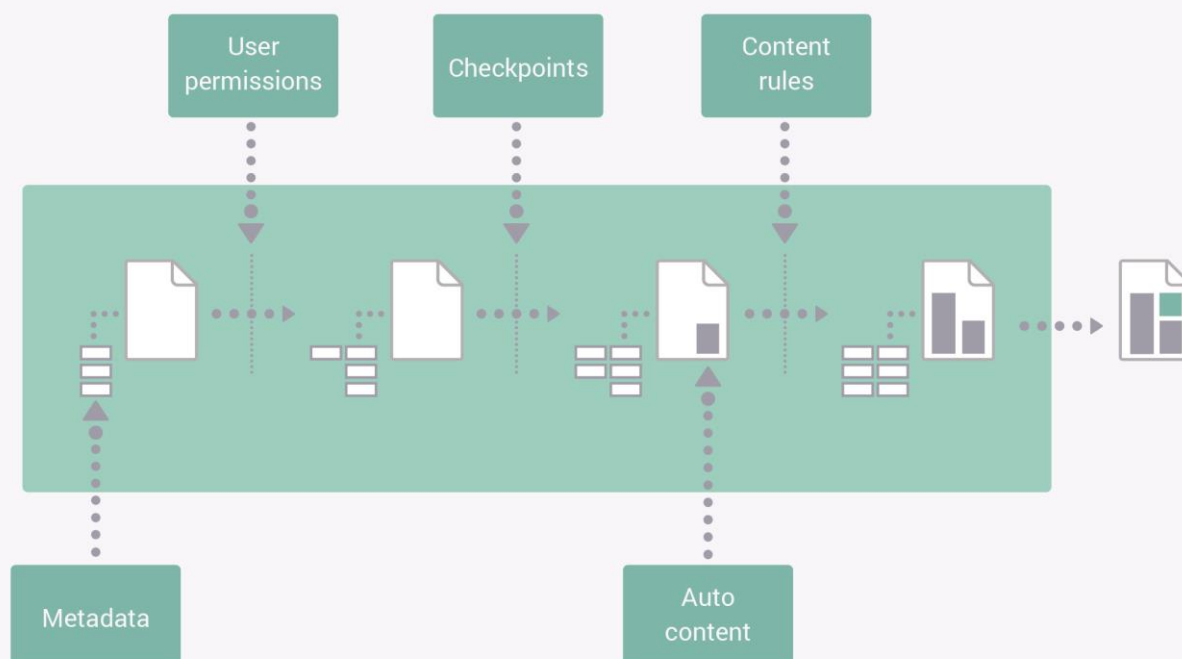 User
permissions
Checkpoints
Content
rules
Metadata
Auto
content